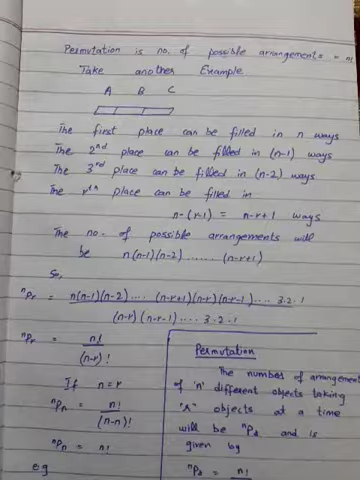 Permutation is no. of possible arrangements = n!
Take another Example
A B C
The first place can be filled in n ways
The 2nd place can be filled in (n-1) ways
The 3rd place can be filled in (n-2) ways
The rth place can be filled in
n-(r-1) = n-r+1 ways
The no. of possible arrangements will
be n(n-1)(n-2) ...... (n-r+1)
So,
nPr = n(n-1)(n-2) .... (n-r+1)(n-r)(n-r-1) .... 3.2.1
(n-r)(n-r-1) .... 3.2.1
nPr = n!
(n-r)!
If n=r
nPn = n!
(n-n)!
nPn = n!
eg
Permutation
The number of arrangement
of 'n' different objects taking
"r" objects at a time
will be nPr and is
given by
nPr = n!